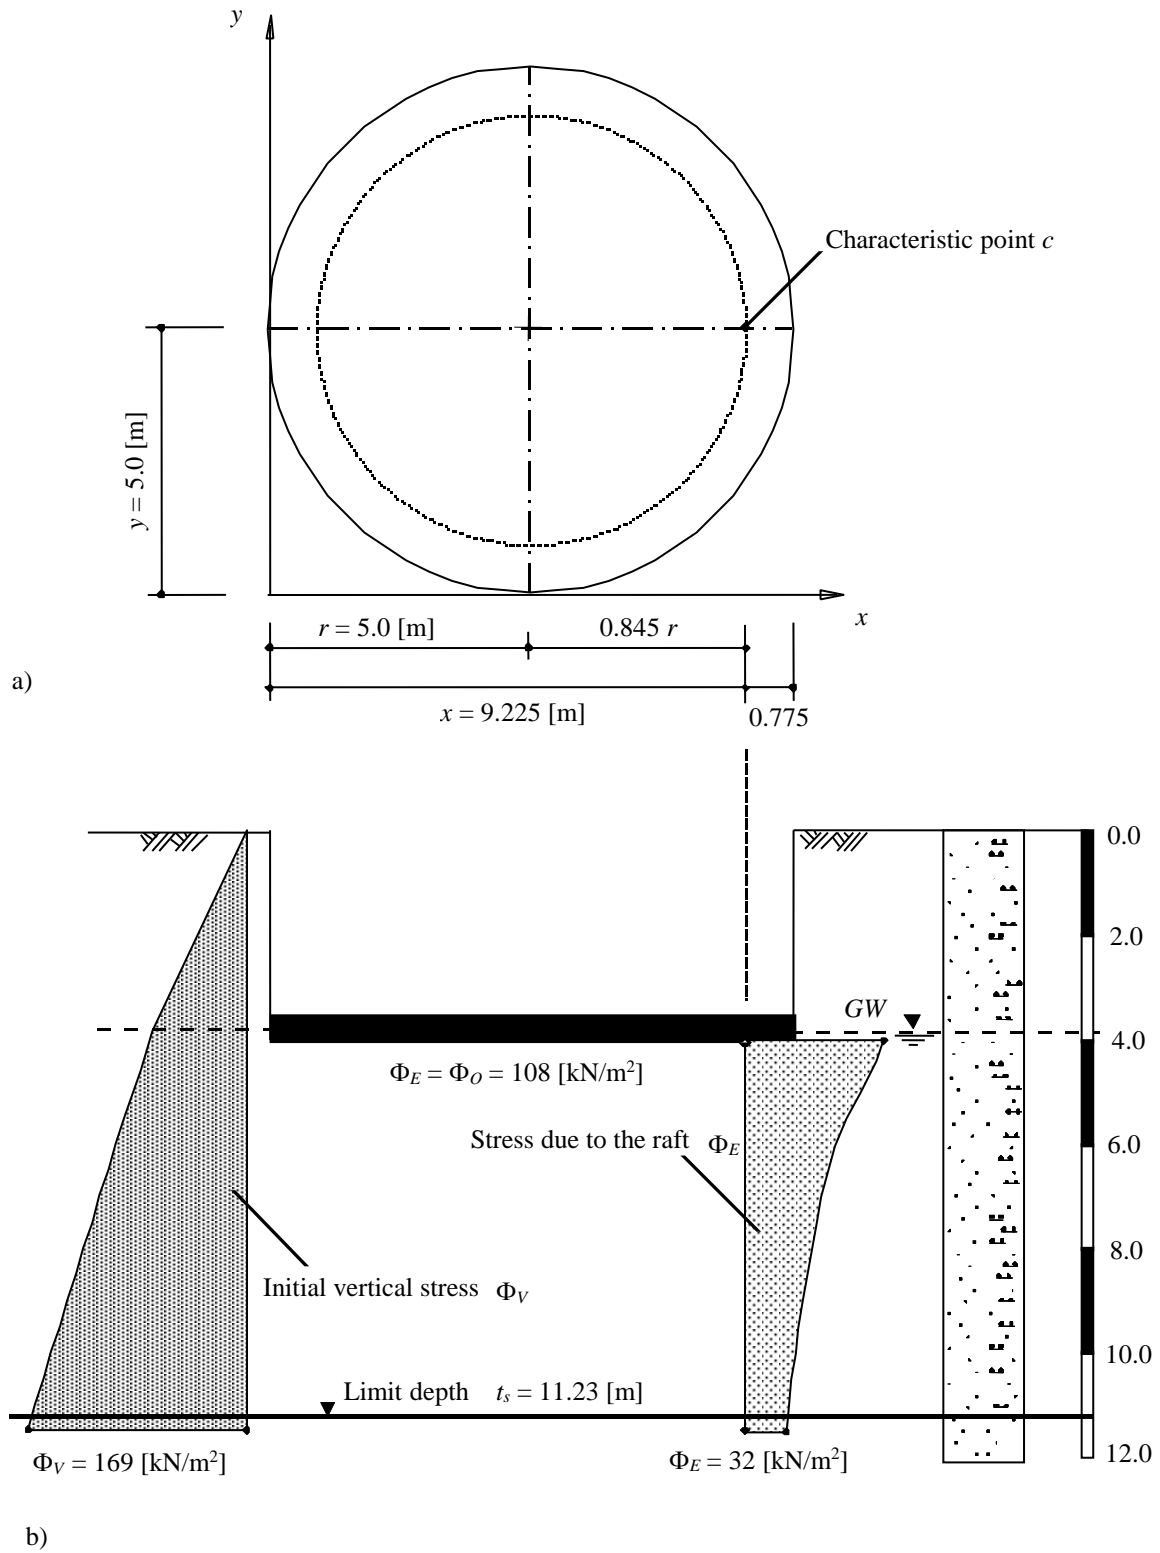 y
Characteristic point c
y = 5.0 [m]
x
r = 5.0 [m]
0.845 r
a)
x = 9.225 [m]
0.775
0.0
2.0
GW
4.0
Φ_E = Φ_O = 108 [kN/m²]
Stress due to the raft Φ_E
6.0
8.0
Initial vertical stress Φ_V
10.0
Limit depth t_s = 11.23 [m]
Φ_V = 169 [kN/m²]
Φ_E = 32 [kN/m²]
12.0
b)